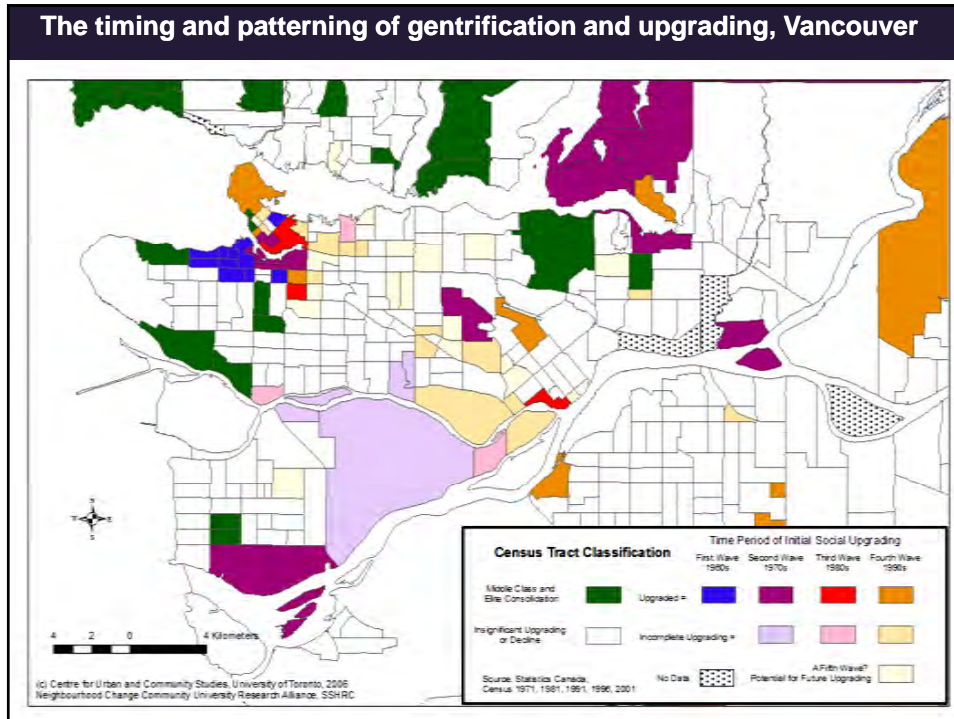 The timing and patterning of gentrification and upgrading, Vancouver
N
E
S
4 2 0 4 Kilometers
(c) Centre for Urban and Community Studies, University of Toronto, 2006
Neighbourhood Change Community University Research Alliance, SSHRC
Census Tract Classification
Time Period of Initial Social Upgrading
First Wave 1960s
Second Wave 1970s
Third Wave 1980s
Fourth Wave 1990s
Middle Class and
Elite Consolidation
Upgraded =
Insignificant Upgrading
or Decline
Incomplete Upgrading =
Source: Statistics Canada,
Census 1971, 1981, 1991, 1996, 2001
No Data
A Fifth Wave?
Potential for Future Upgrading